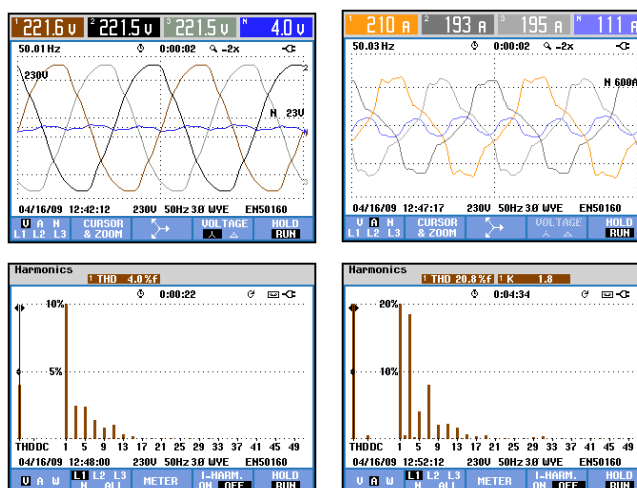 1 221.6 V 2 221.5 V 3 221.5 V N 4.0 V
50.01 Hz 0:00:02 -2x
230V
2
N 23V
N
3
04/16/09 12:42:12 230V 50Hz 3Ø WYE EN50160
V A N CURSOR VOLTAGE HOLD
L1 L2 L3 & ZOOM RUN
1 210 A 2 193 A 3 195 A N 111 A
50.03 Hz 0:00:02 -2x
N 600A
04/16/09 12:47:17 230V 50Hz 3Ø WYE EN50160
V A N CURSOR VOLTAGE HOLD
L1 L2 L3 & ZOOM RUN
Harmonics
1 THD 4.0 %f
0:00:22
10%
5%
THDDC 1 5 9 13 17 21 25 29 33 37 41 45 49
04/16/09 12:48:00 230V 50Hz 3Ø WYE EN50160
V A W L1 L2 L3 METER I-HARM. HOLD
N ALL ON OFF RUN
Harmonics
1 THD 20.8 %f 1 K 1.8
0:04:34
20%
10%
THDDC 1 5 9 13 17 21 25 29 33 37 41 45 49
04/16/09 12:52:12 230V 50Hz 3Ø WYE EN50160
V A W L1 L2 L3 METER I-HARM. HOLD
N ALL ON OFF RUN